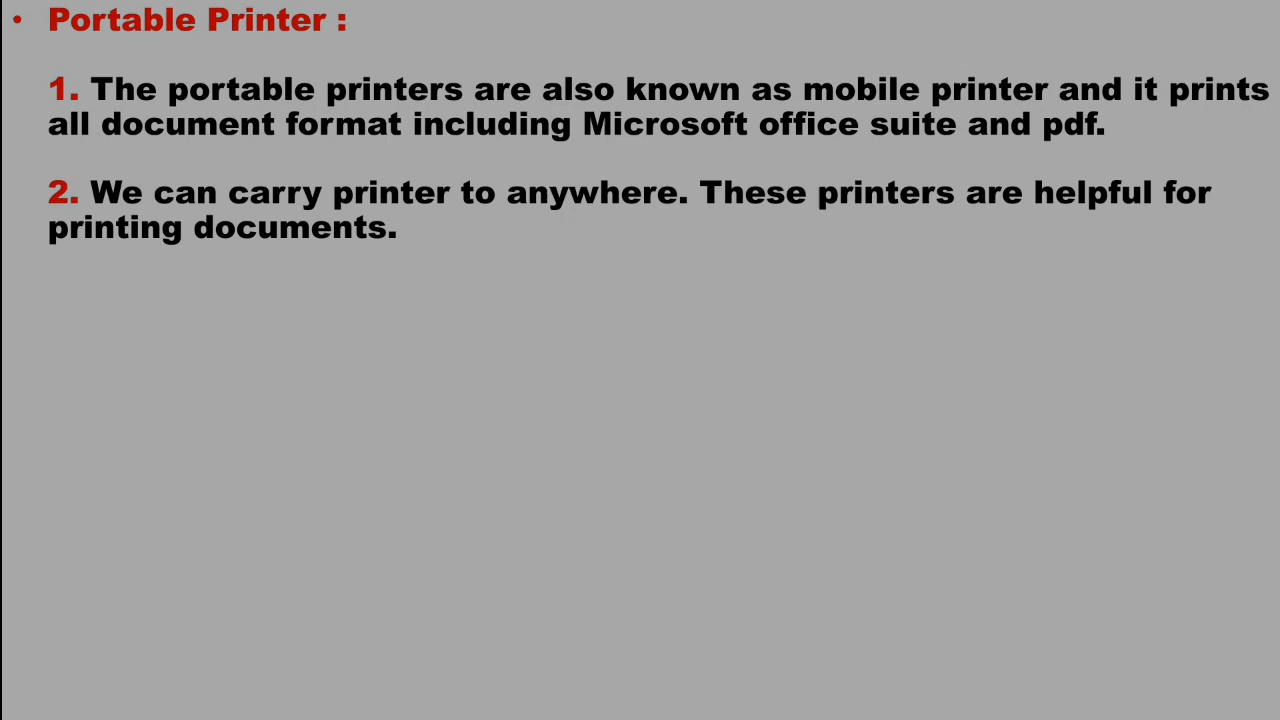 • Portable Printer :
1. The portable printers are also known as mobile printer and it prints
all document format including Microsoft office suite and pdf.
2. We can carry printer to anywhere. These printers are helpful for
printing documents.